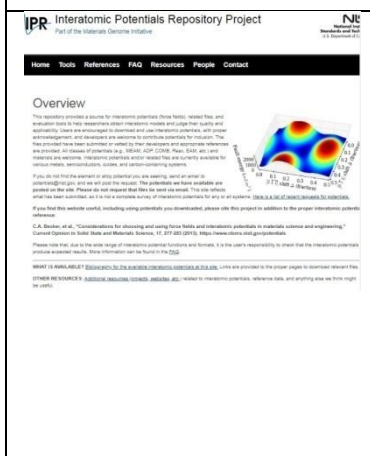 IPR- Interatomic Potentials Repository Project
Part of the Materials Genome Initiative
Home Tools References FAQ Resources People Contact
Overview
This repository provides a source for interatomic potentials (force fields), related files, and
evaluation tools to help researchers obtain interatomic models and judge their quality and
applicability. Users are encouraged to download and use interatomic potentials, with proper
acknowledgement, and developers are welcome to contribute potentials for inclusion. The
files provided have been submitted or vetted by their developers and appropriate references
are provided. All classes of potentials (e.g., MEAM, ADP, COMB, Reax, EAM, etc.) and
materials are welcome. Interatomic potentials and/or related files are currently available for
various metals, semiconductors, oxides, and carbon-containing systems.
If you do not find the element or alloy potential you are seeking, send an email to
potentials@nist.gov, and we will post the request. The potentials we have available are
posted on the site. Please do not request that files be sent via email. This site reflects
what has been submitted, as it is not a complete survey of interatomic potentials for any or all systems. Here is a list of recent requests for potentials.
If you find this website useful, including using potentials you downloaded, please cite this project in addition to the proper interatomic potential
reference:
C.A. Becker, et al., "Considerations for choosing and using force fields and interatomic potentials in materials science and engineering,"
Current Opinion in Solid State and Materials Science, 17, 277-283 (2013). https://www.ctcms.nist.gov/potentials
Please note that, due to the wide range of interatomic potential functions and formats, it is the user's responsibility to check that the interatomic potentials
produce expected results. More information can be found in the FAQ.
WHAT IS AVAILABLE? Bibliography for the available interatomic potentials at this site. Links are provided to the proper pages to download relevant files.
OTHER RESOURCES: Additional resources (projects, websites, etc.) related to interatomic potentials, reference data, and anything else we think might
be useful.